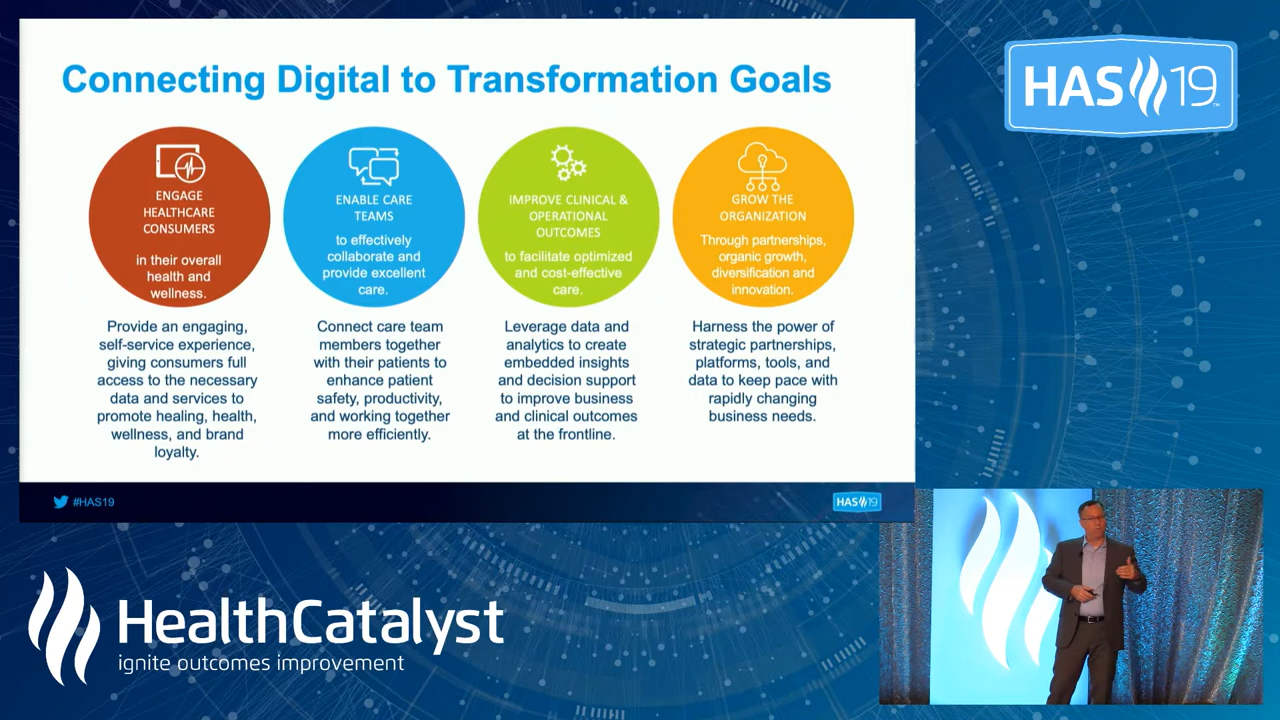 Connecting Digital to Transformation Goals
HAS 19™
ENGAGE
HEALTHCARE
CONSUMERS
in their overall
health and
wellness.
Provide an engaging,
self-service experience,
giving consumers full
access to the necessary
data and services to
promote healing, health,
wellness, and brand
loyalty.
ENABLE CARE
TEAMS
to effectively
collaborate and
provide excellent
care.
Connect care team
members together
with their patients to
enhance patient
safety, productivity,
and working together
more efficiently.
IMPROVE CLINICAL &
OPERATIONAL
OUTCOMES
to facilitate optimized
and cost-effective
care.
Leverage data and
analytics to create
embedded insights
and decision support
to improve business
and clinical outcomes
at the frontline.
GROW THE
ORGANIZATION
Through partnerships,
organic growth,
diversification and
innovation.
Harness the power of
strategic partnerships,
platforms, tools, and
data to keep pace with
rapidly changing
business needs.
#HAS19
HAS 19
HealthCatalyst
ignite outcomes improvement